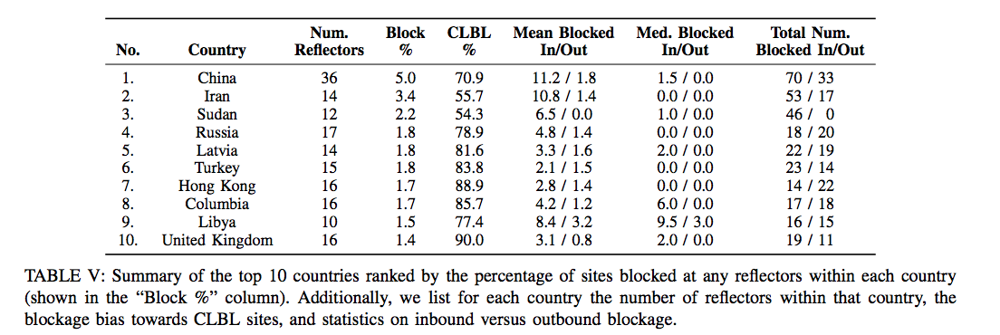 No. Country Num. Reflectors Block % CLBL % Mean Blocked In/Out Med. Blocked In/Out Total Num. Blocked In/Out
1. China 36 5.0 70.9 11.2 / 1.8 1.5 / 0.0 70 / 33
2. Iran 14 3.4 55.7 10.8 / 1.4 0.0 / 0.0 53 / 17
3. Sudan 12 2.2 54.3 6.5 / 0.0 1.0 / 0.0 46 / 0
4. Russia 17 1.8 78.9 4.8 / 1.4 0.0 / 0.0 18 / 20
5. Latvia 14 1.8 81.6 3.3 / 1.6 2.0 / 0.0 22 / 19
6. Turkey 15 1.8 83.8 2.1 / 1.5 0.0 / 0.0 23 / 14
7. Hong Kong 16 1.7 88.9 2.8 / 1.4 0.0 / 0.0 14 / 22
8. Columbia 16 1.7 85.7 4.2 / 1.2 6.0 / 0.0 17 / 18
9. Libya 10 1.5 77.4 8.4 / 3.2 9.5 / 3.0 16 / 15
10. United Kingdom 16 1.4 90.0 3.1 / 0.8 2.0 / 0.0 19 / 11
TABLE V: Summary of the top 10 countries ranked by the percentage of sites blocked at any reflectors within each country
(shown in the “Block %” column). Additionally, we list for each country the number of reflectors within that country, the
blockage bias towards CLBL sites, and statistics on inbound versus outbound blockage.